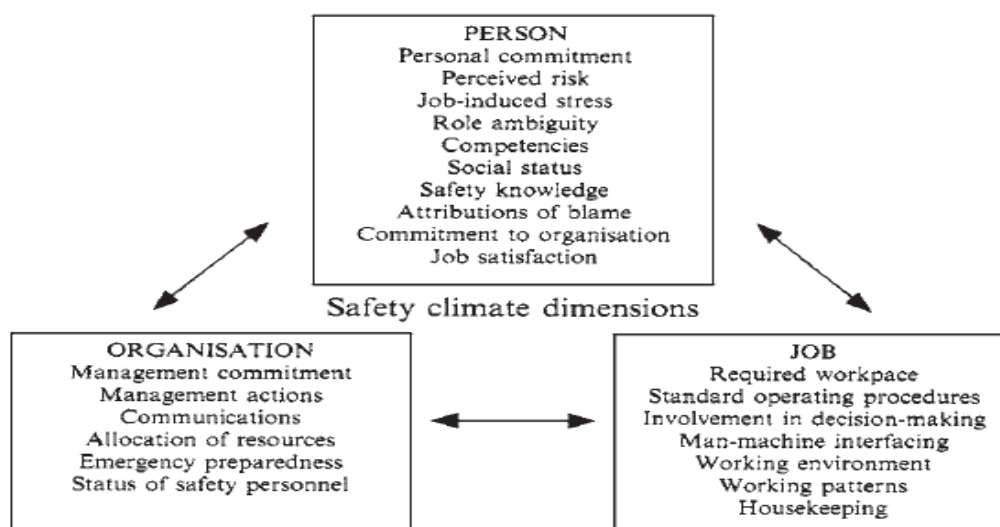 PERSON
Personal commitment
Perceived risk
Job-induced stress
Role ambiguity
Competencies
Social status
Safety knowledge
Attributions of blame
Commitment to organisation
Job satisfaction
Safety climate dimensions
ORGANISATION
Management commitment
Management actions
Communications
Allocation of resources
Emergency preparedness
Status of safety personnel
JOB
Required workpace
Standard operating procedures
Involvement in decision-making
Man-machine interfacing
Working environment
Working patterns
Housekeeping